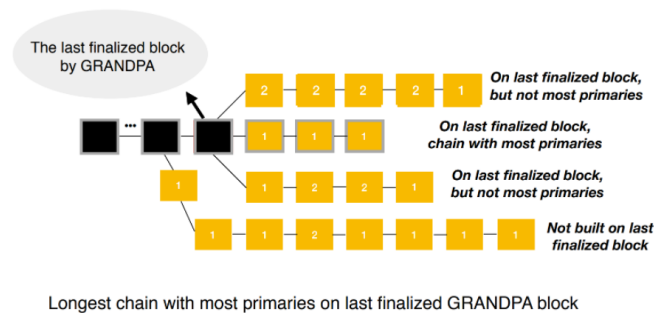 The last finalized block
by GRANDPA
2 2 2 2 1
On last finalized block,
but not most primaries
...
1 1 1
On last finalized block,
chain with most primaries
1
1 2 2 1
On last finalized block,
but not most primaries
1 1 2 1 1 1 1
Not built on last
finalized block
Longest chain with most primaries on last finalized GRANDPA block